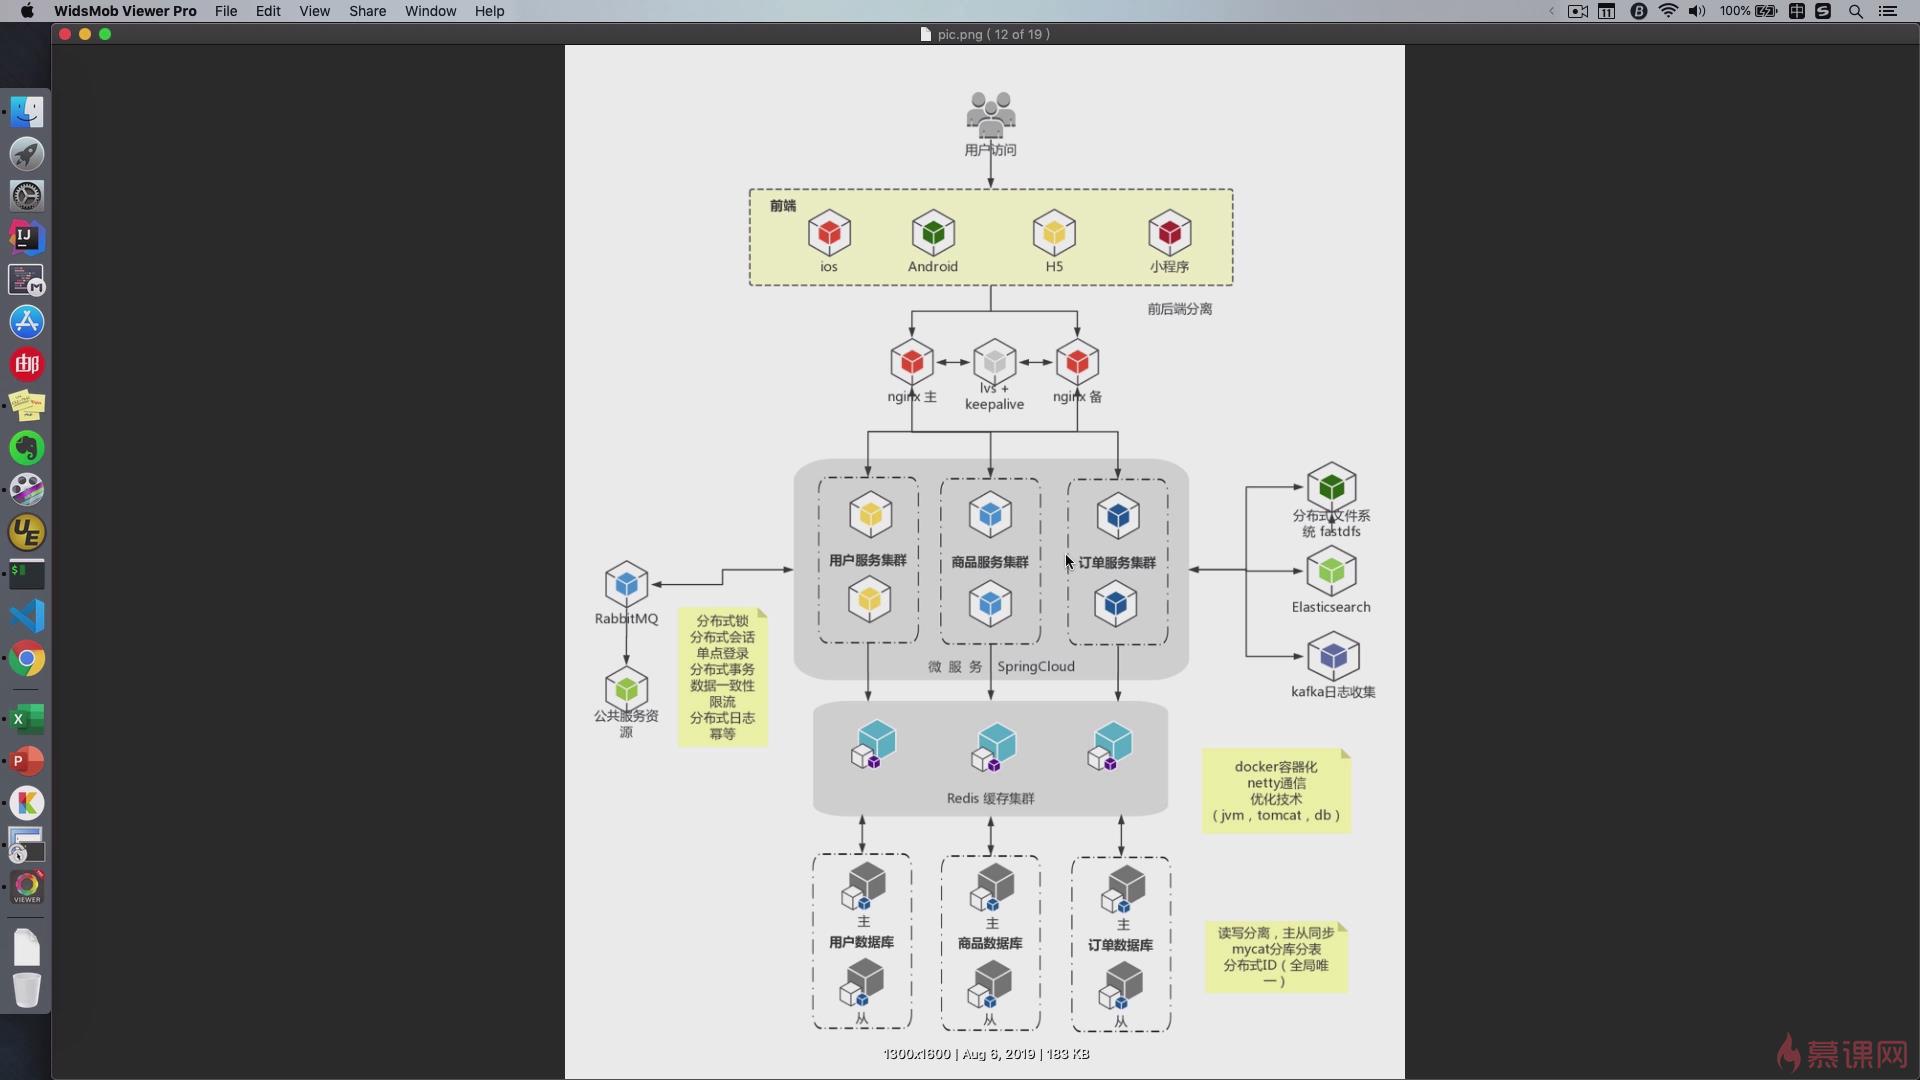 WidsMob Viewer Pro File Edit View Share Window Help
100%
pic.png ( 12 of 19 )
用户访问
前端
ios
Android
H5
小程序
前后端分离
nginx 主
lvs +
keepalive
nginx 备
用户服务集群
商品服务集群
订单服务集群
微 服 务 SpringCloud
分布式文件系
统 fastdfs
Elasticsearch
kafka日志收集
RabbitMQ
公共服务资
源
分布式锁
分布式会话
单点登录
分布式事务
数据一致性
限流
分布式日志
幂等
Redis 缓存集群
docker容器化
netty通信
优化技术
（jvm，tomcat，db）
主
用户数据库
从
主
商品数据库
从
主
订单数据库
从
读写分离，主从同步
mycat分库分表
分布式ID（全局唯
一）
1300x1600 | Aug 6, 2019 | 183 KB
慕课网